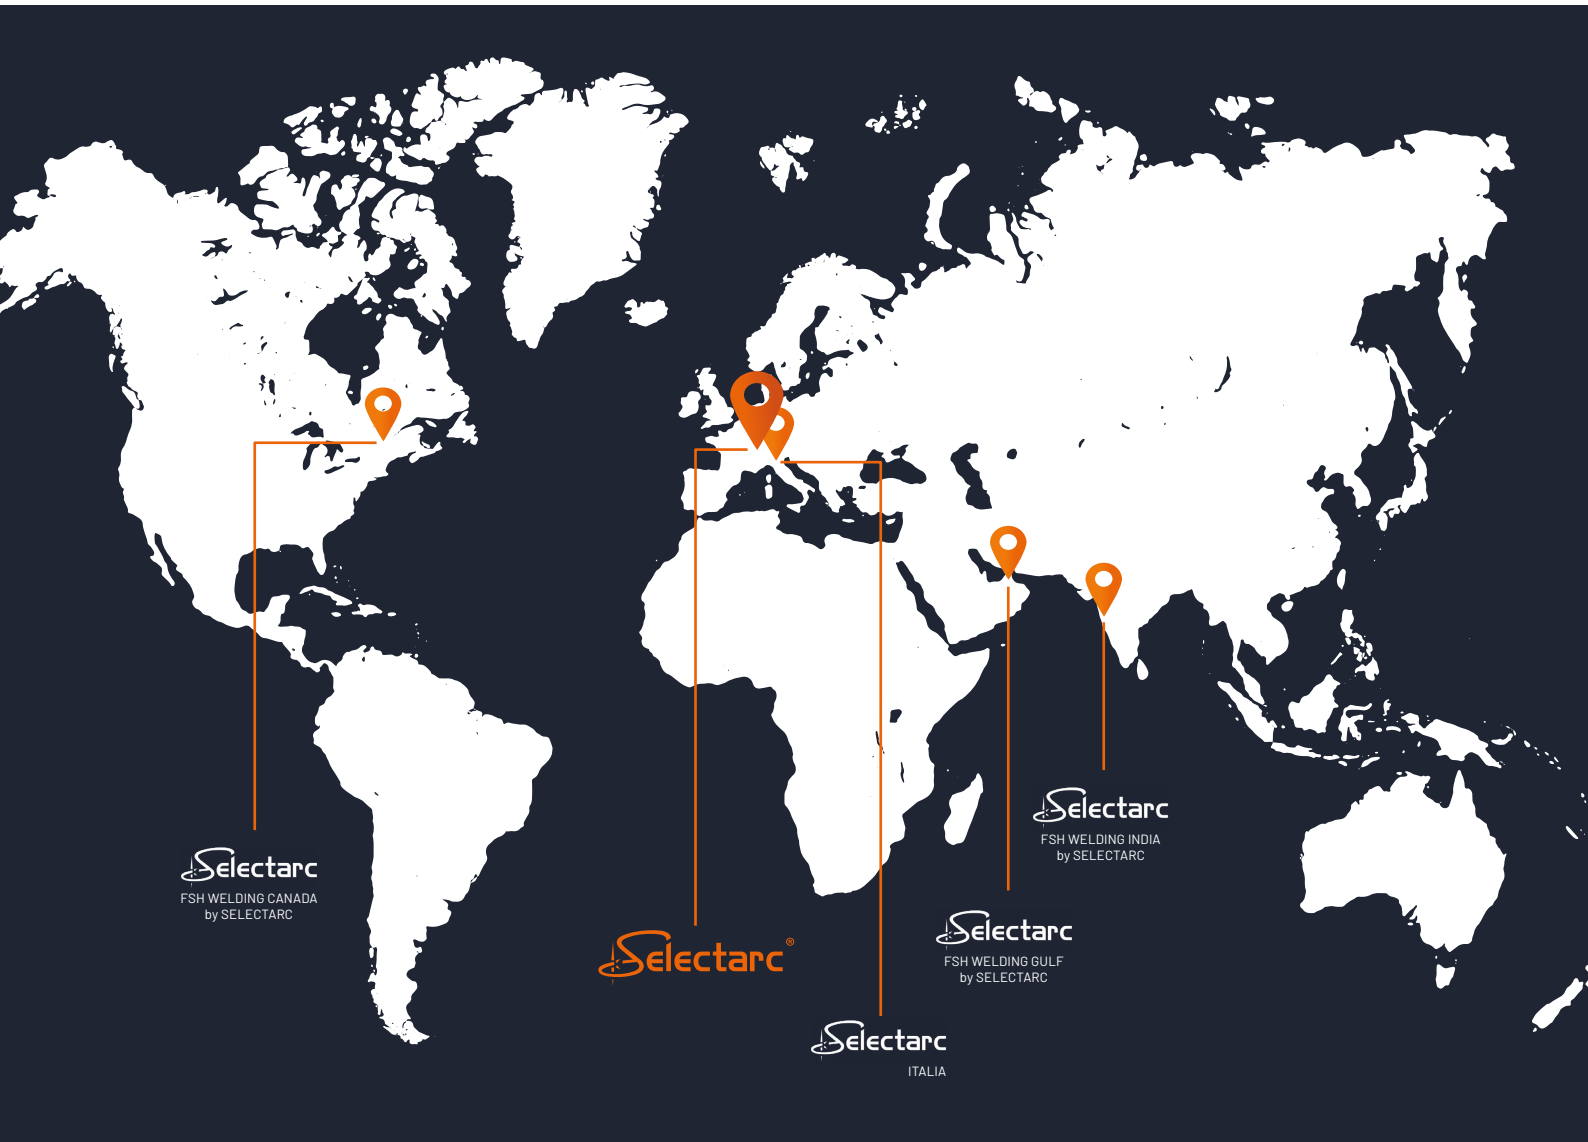 Selectarc
FSH WELDING CANADA
by SELECTARC
Selectarc®
Selectarc
ITALIA
Selectarc
FSH WELDING GULF
by SELECTARC
Selectarc
FSH WELDING INDIA
by SELECTARC